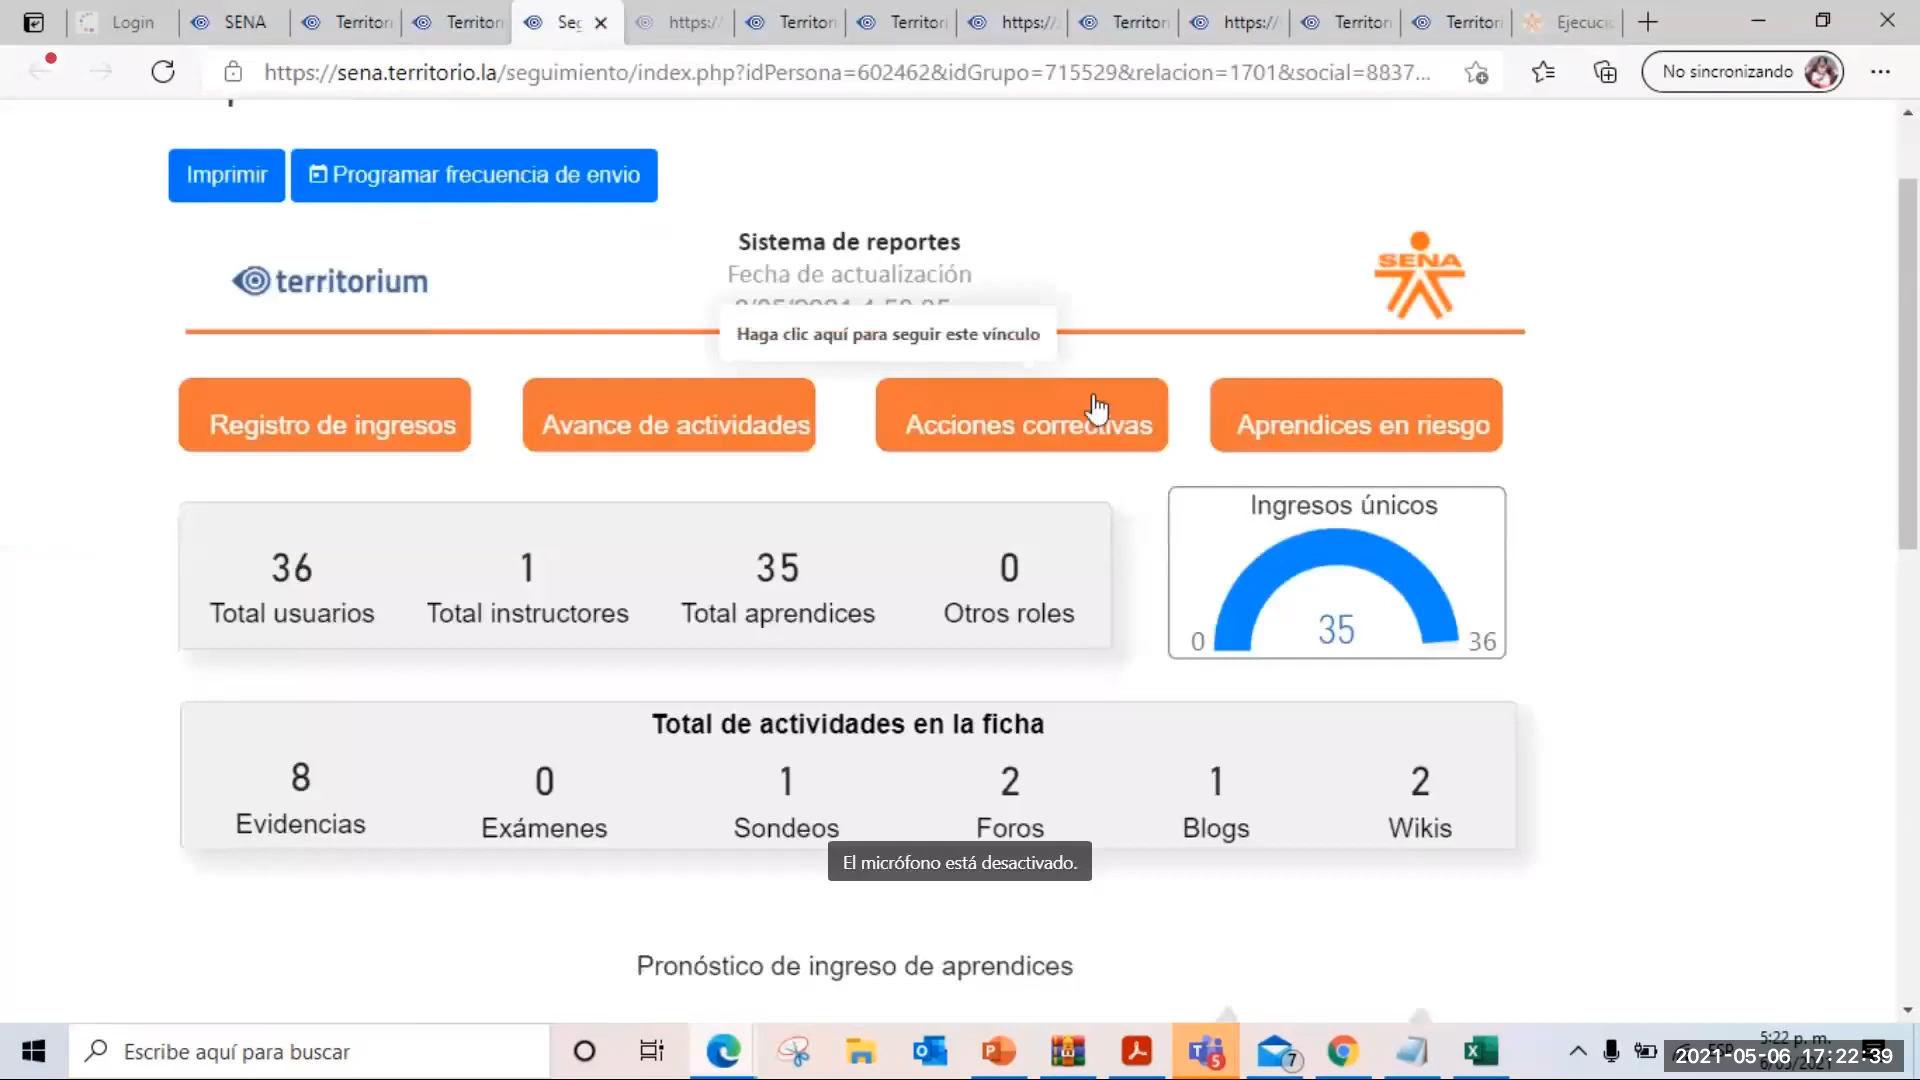 Login
SENA
Territori
Territori
Seg
https://
Territori
Territori
https://
Territori
https://
Territori
Territori
Ejecuci
https://sena.territorio.la/seguimiento/index.php?idPersona=602462&idGrupo=715529&relacion=1701&social=8837...
No sincronizando
Imprimir
Programar frecuencia de envio
territorium
Sistema de reportes
Fecha de actualización
SENA
Haga clic aquí para seguir este vínculo
Registro de ingresos
Avance de actividades
Acciones correctivas
Aprendices en riesgo
36
Total usuarios
1
Total instructores
35
Total aprendices
0
Otros roles
Ingresos únicos
0
35
36
Total de actividades en la ficha
8
Evidencias
0
Exámenes
1
Sondeos
2
Foros
1
Blogs
2
Wikis
El micrófono está desactivado.
Pronóstico de ingreso de aprendices
Escribe aquí para buscar
5
7
5:22 p. m.
2021-05-06 17:22:39